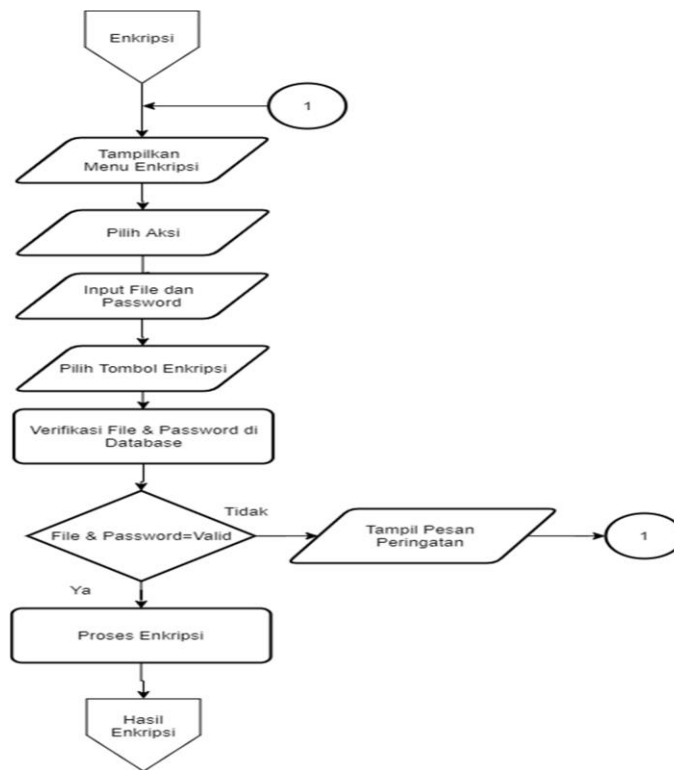 Enkripsi
1
Tampilkan
Menu Enkripsi
Pilih Aksi
Input File dan
Password
Pilih Tombol Enkripsi
Verifikasi File & Password di
Database
File & Password=Valid
Tidak
Tampil Pesan
Peringatan
1
Ya
Proses Enkripsi
Hasil
Enkripsi